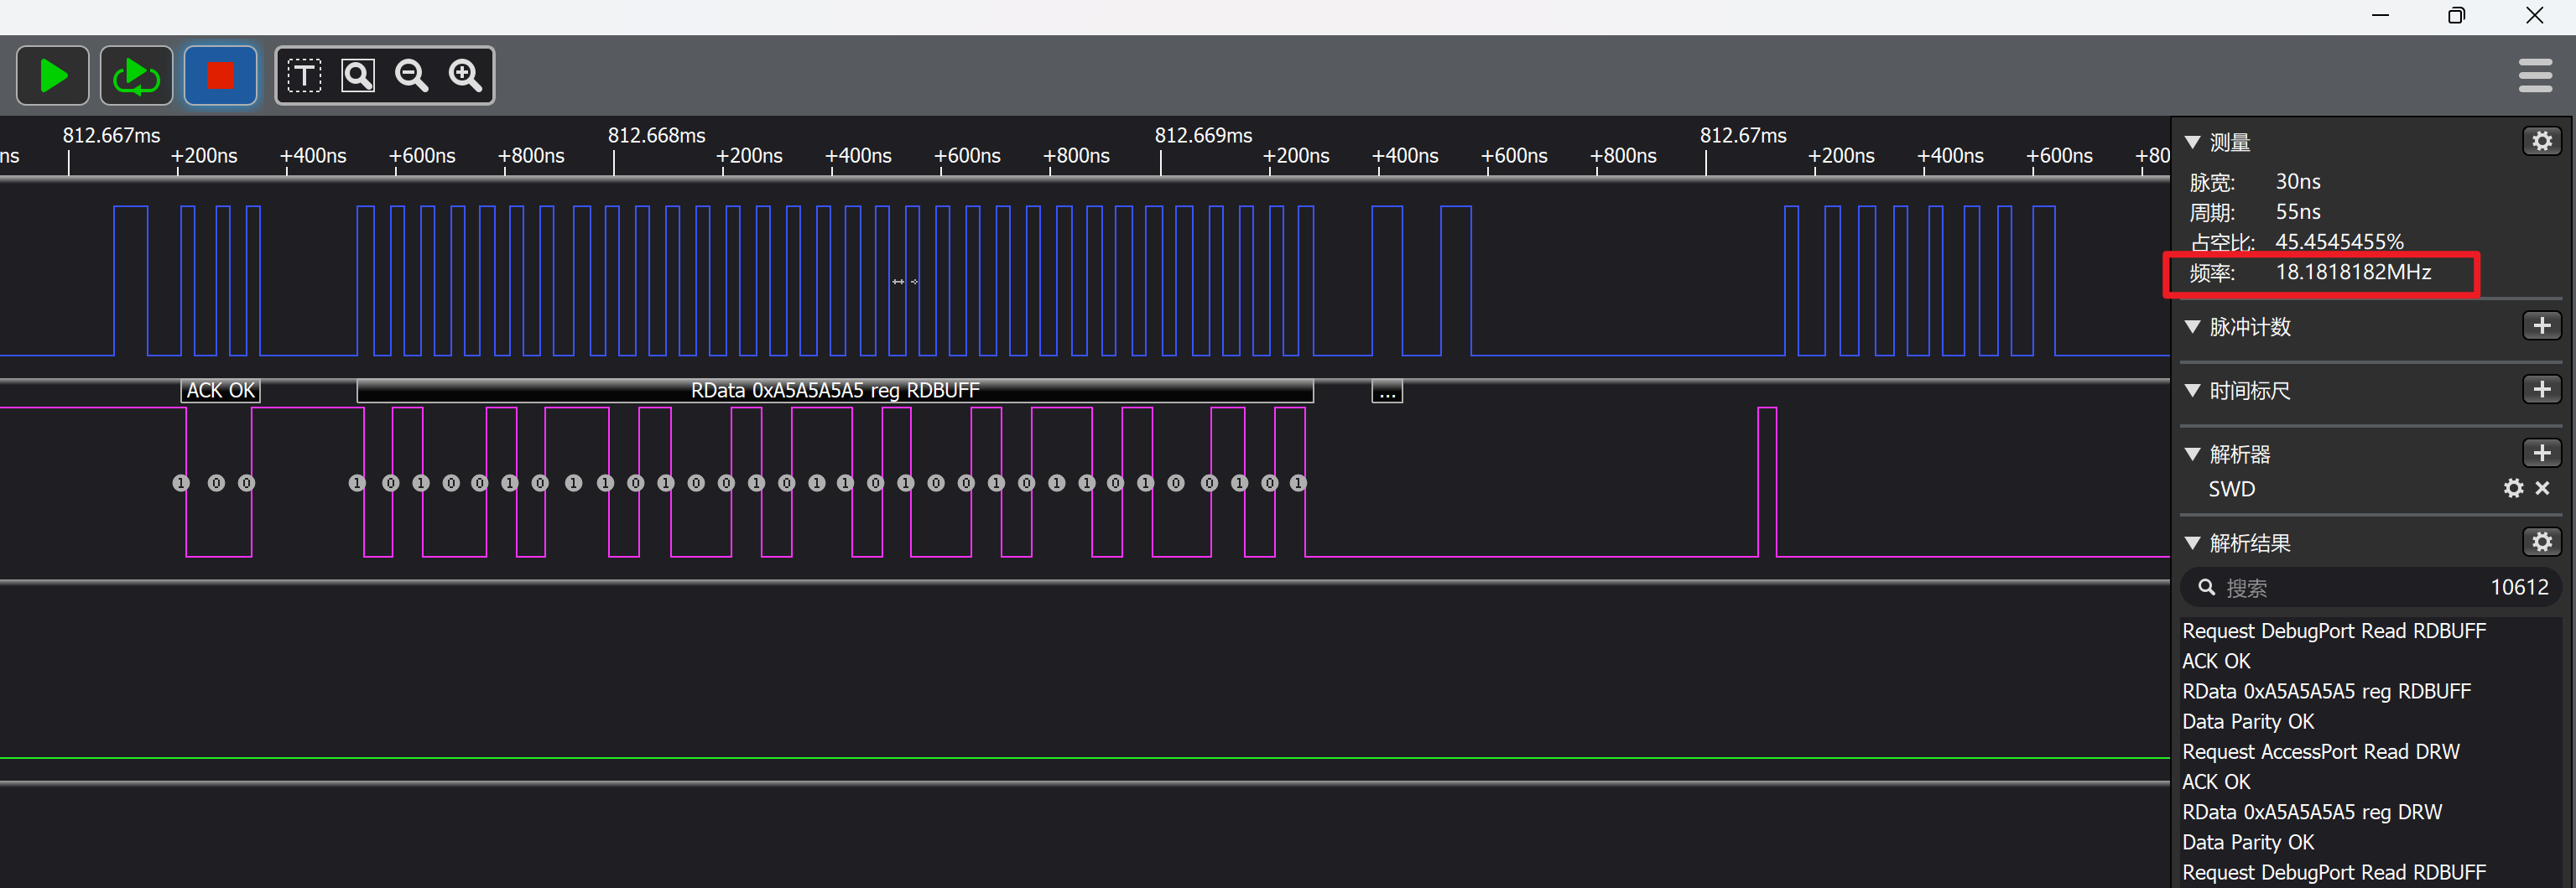 812.667ms 812.668ms 812.669ms 812.67ms
ns +200ns +400ns +600ns +800ns +200ns +400ns +600ns +800ns +200ns +400ns +600ns +800ns +200ns +400ns +600ns +80
ACK OK RData 0xA5A5A5A5 reg RDBUFF ...
1 0 0 1 0 1 0 0 1 0 1 1 0 1 0 0 1 0 1 1 0 1 0 0 1 0 1 1 0 1 0 0 1 0 1
测量
脉宽: 30ns
周期: 55ns
占空比: 45.4545455%
频率: 18.1818182MHz
脉冲计数
时间标尺
解析器
SWD
解析结果
搜索 10612
Request DebugPort Read RDBUFF
ACK OK
RData 0xA5A5A5A5 reg RDBUFF
Data Parity OK
Request AccessPort Read DRW
ACK OK
RData 0xA5A5A5A5 reg DRW
Data Parity OK
Request DebugPort Read RDBUFF